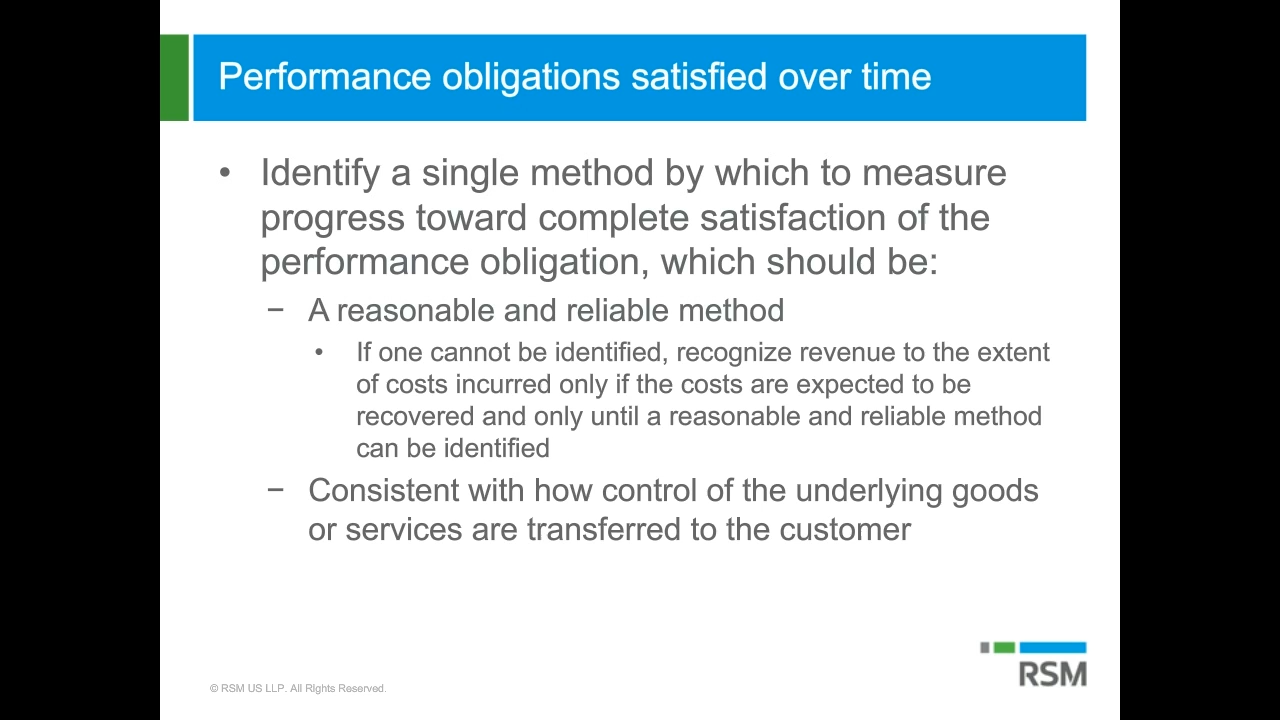 Performance obligations satisfied over time
• Identify a single method by which to measure
progress toward complete satisfaction of the
performance obligation, which should be:
− A reasonable and reliable method
• If one cannot be identified, recognize revenue to the extent
of costs incurred only if the costs are expected to be
recovered and only until a reasonable and reliable method
can be identified
− Consistent with how control of the underlying goods
or services are transferred to the customer
RSM
© RSM US LLP. All Rights Reserved.